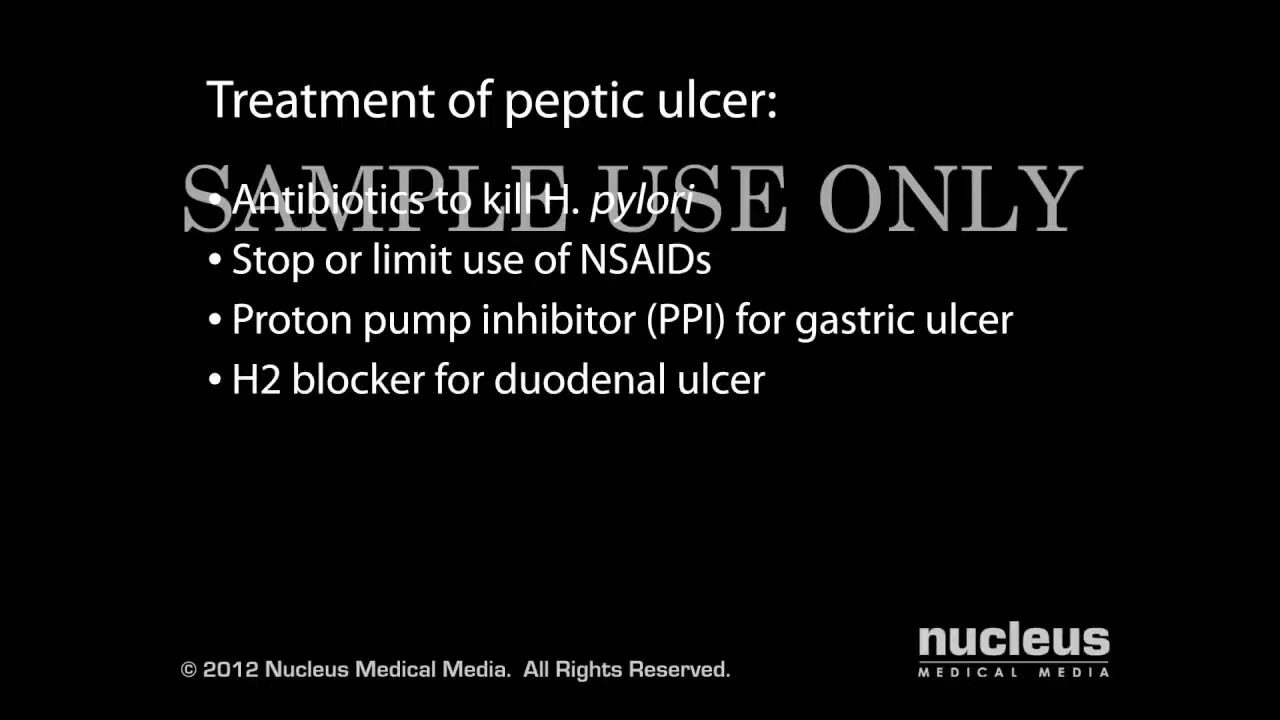 Treatment of peptic ulcer:
SAMPLE USE ONLY
• Antibiotics to kill H. pylori
• Stop or limit use of NSAIDs
• Proton pump inhibitor (PPI) for gastric ulcer
• H2 blocker for duodenal ulcer
nucleus
MEDICAL MEDIA
© 2012 Nucleus Medical Media. All Rights Reserved.